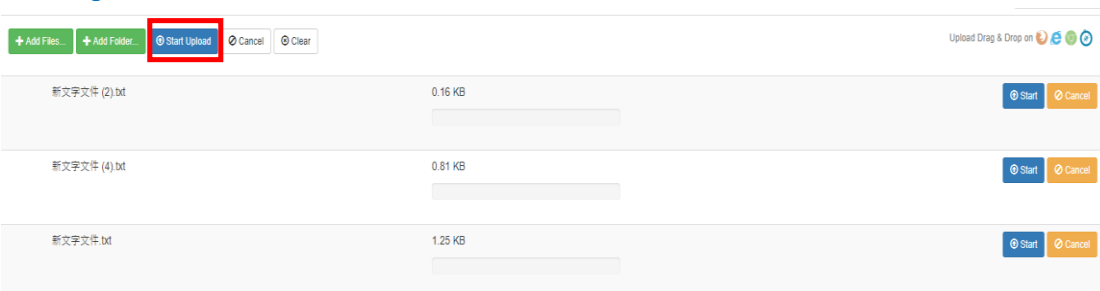 Add Files... Add Folder... Start Upload Cancel Clear Upload Drag & Drop on
新文字文件 (2).txt 0.16 KB Start Cancel
新文字文件 (4).txt 0.81 KB Start Cancel
新文字文件.txt 1.25 KB Start Cancel